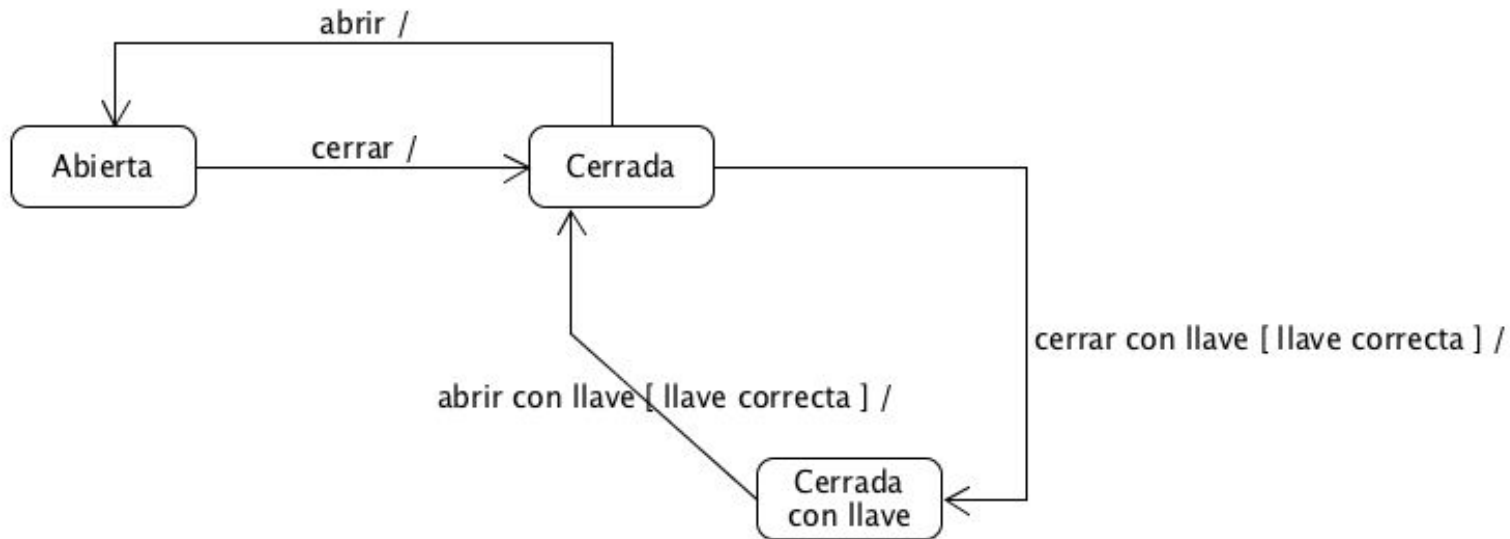 abrir /
Abierta
cerrar /
Cerrada
cerrar con llave [ llave correcta ] /
abrir con llave [ llave correcta ] /
Cerrada
con llave